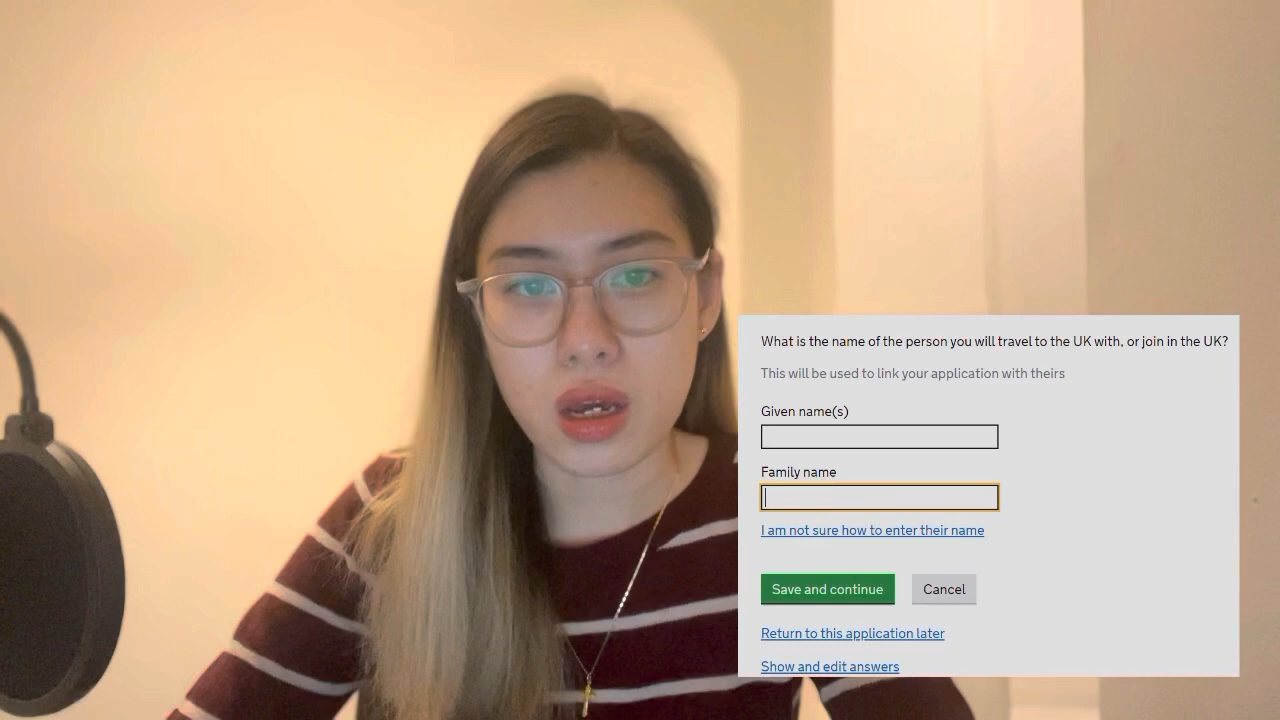 What is the name of the person you will travel to the UK with, or join in the UK?
This will be used to link your application with theirs
Given name(s)
Family name
I am not sure how to enter their name
Save and continue
Cancel
Return to this application later
Show and edit answers